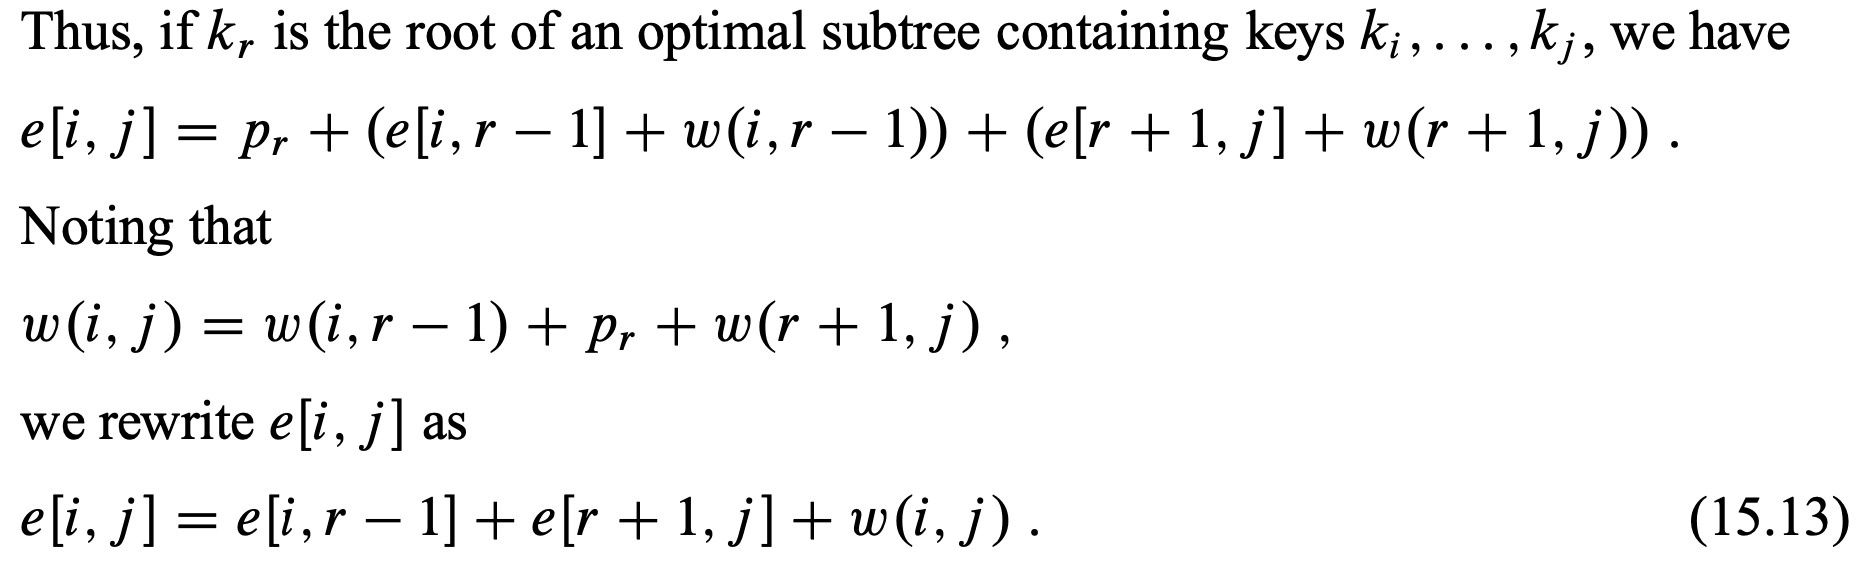 Thus, if k_r is the root of an optimal subtree containing keys k_i, . . . , k_j, we have
e[i, j] = p_r + (e[i, r − 1] + w(i, r − 1)) + (e[r + 1, j] + w(r + 1, j)) .
Noting that
w(i, j) = w(i, r − 1) + p_r + w(r + 1, j) ,
we rewrite e[i, j] as
e[i, j] = e[i, r − 1] + e[r + 1, j] + w(i, j) . (15.13)